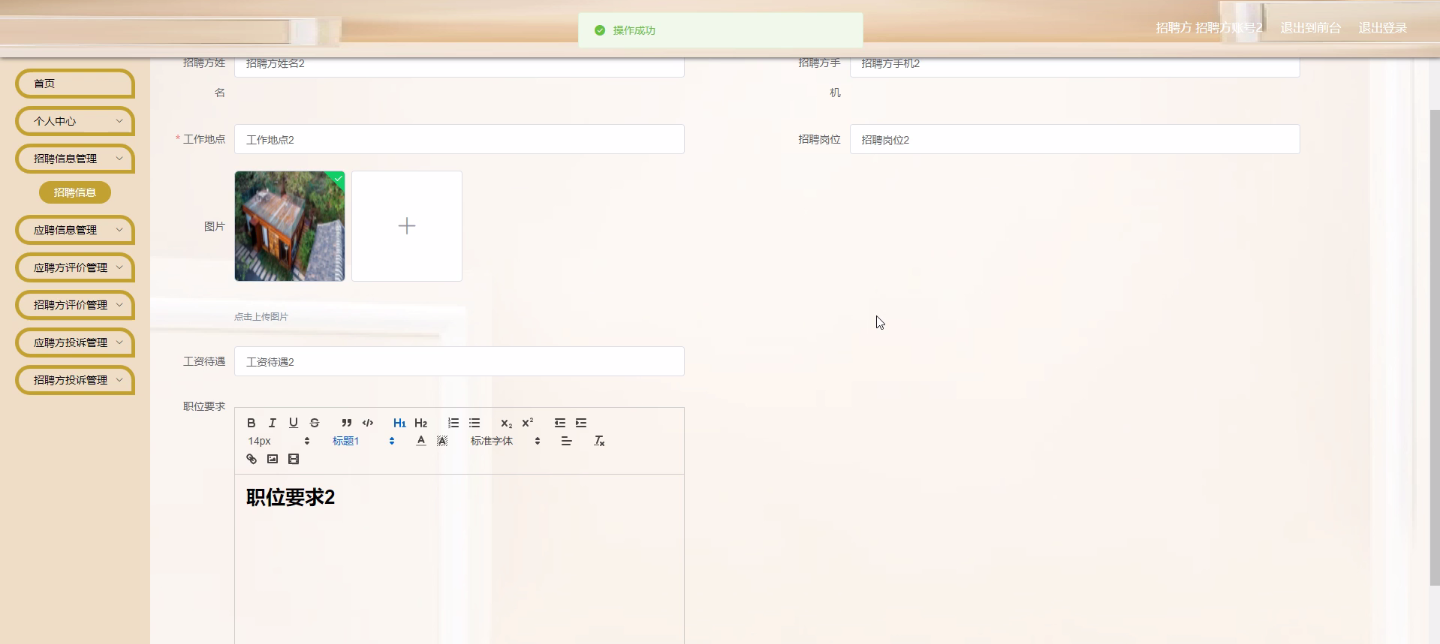 操作成功
招聘方 招聘方账号2 退出到前台 退出登录
首页
个人中心
招聘信息管理
招聘信息
应聘信息管理
应聘方评价管理
招聘方评价管理
应聘方投诉管理
招聘方投诉管理
招聘方姓名 招聘方姓名2
招聘方手机 招聘方手机2
* 工作地点 工作地点2
招聘岗位 招聘岗位2
图片
点击上传图片
工资待遇 工资待遇2
职位要求
B I U S H1 H2 X2 X2
14px 标题1 A A 标准字体 Tx
职位要求2